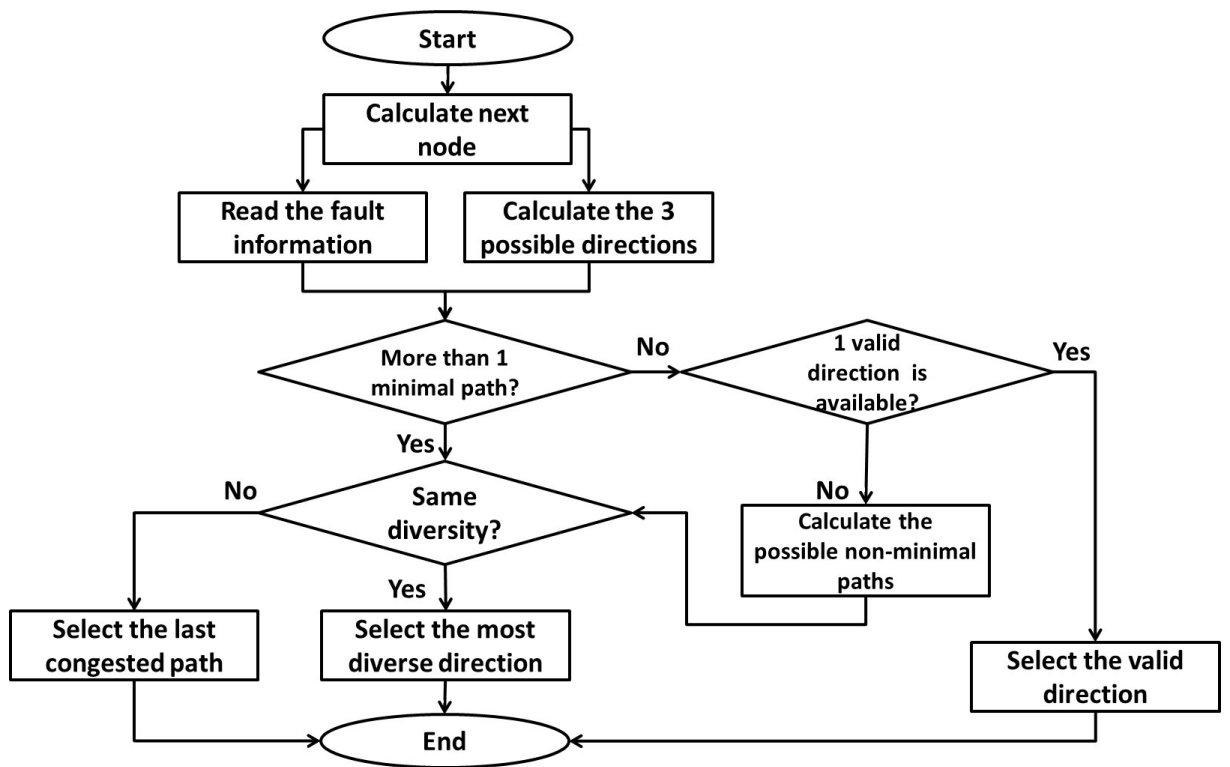 Start
Calculate next
node
Read the fault
information
Calculate the 3
possible directions
More than 1
minimal path?
No
1 valid
direction is
available?
Yes
Yes
No
Same
diversity?
No
Calculate the
possible non-minimal
paths
Yes
Select the last
congested path
Select the most
diverse direction
Select the valid
direction
End